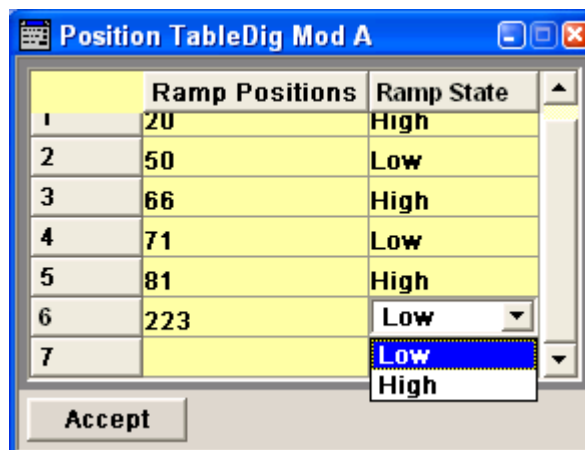 Position TableDig Mod A
Ramp Positions Ramp State
1 20 High
2 50 Low
3 66 High
4 71 Low
5 81 High
6 223 Low
7 Low
High
Accept